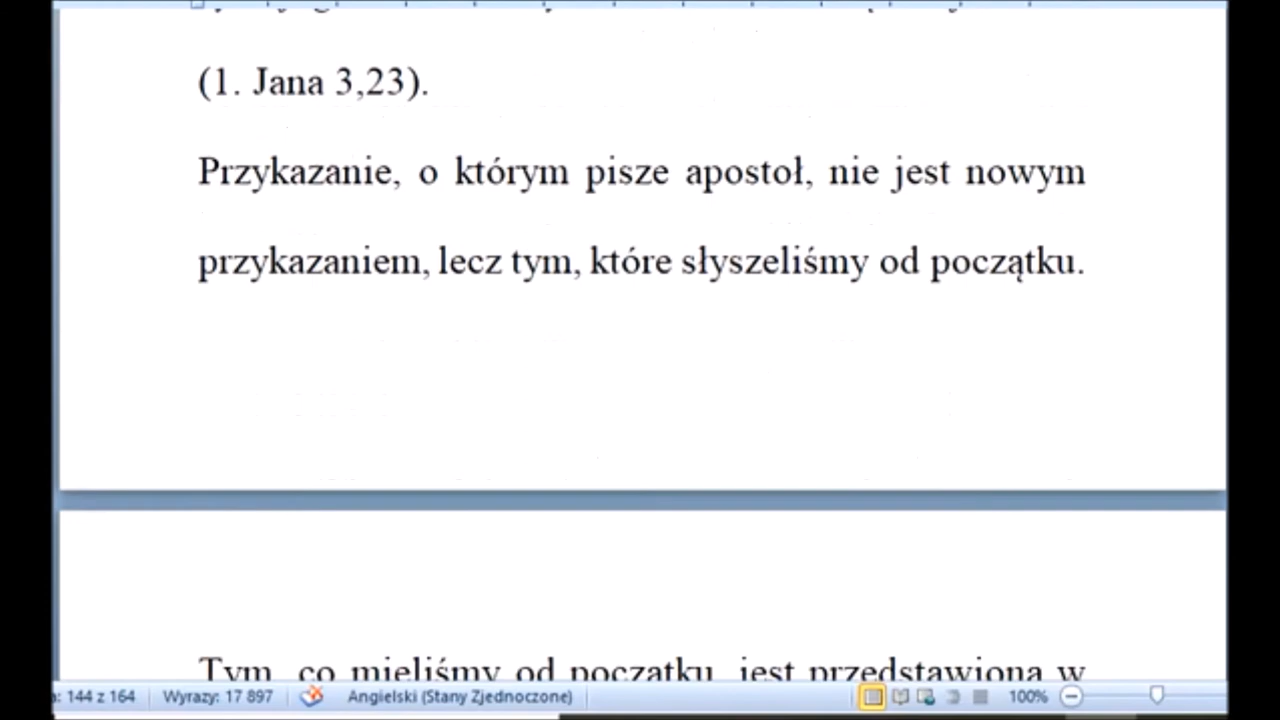 (1. Jana 3,23).
Przykazanie, o którym pisze apostoł, nie jest nowym
przykazaniem, lecz tym, które słyszeliśmy od początku.
Tym, co mieliśmy od początku, jest przedstawiona w
: 144 z 164 Wyrazy: 17 897 Angielski (Stany Zjednoczone) 100%